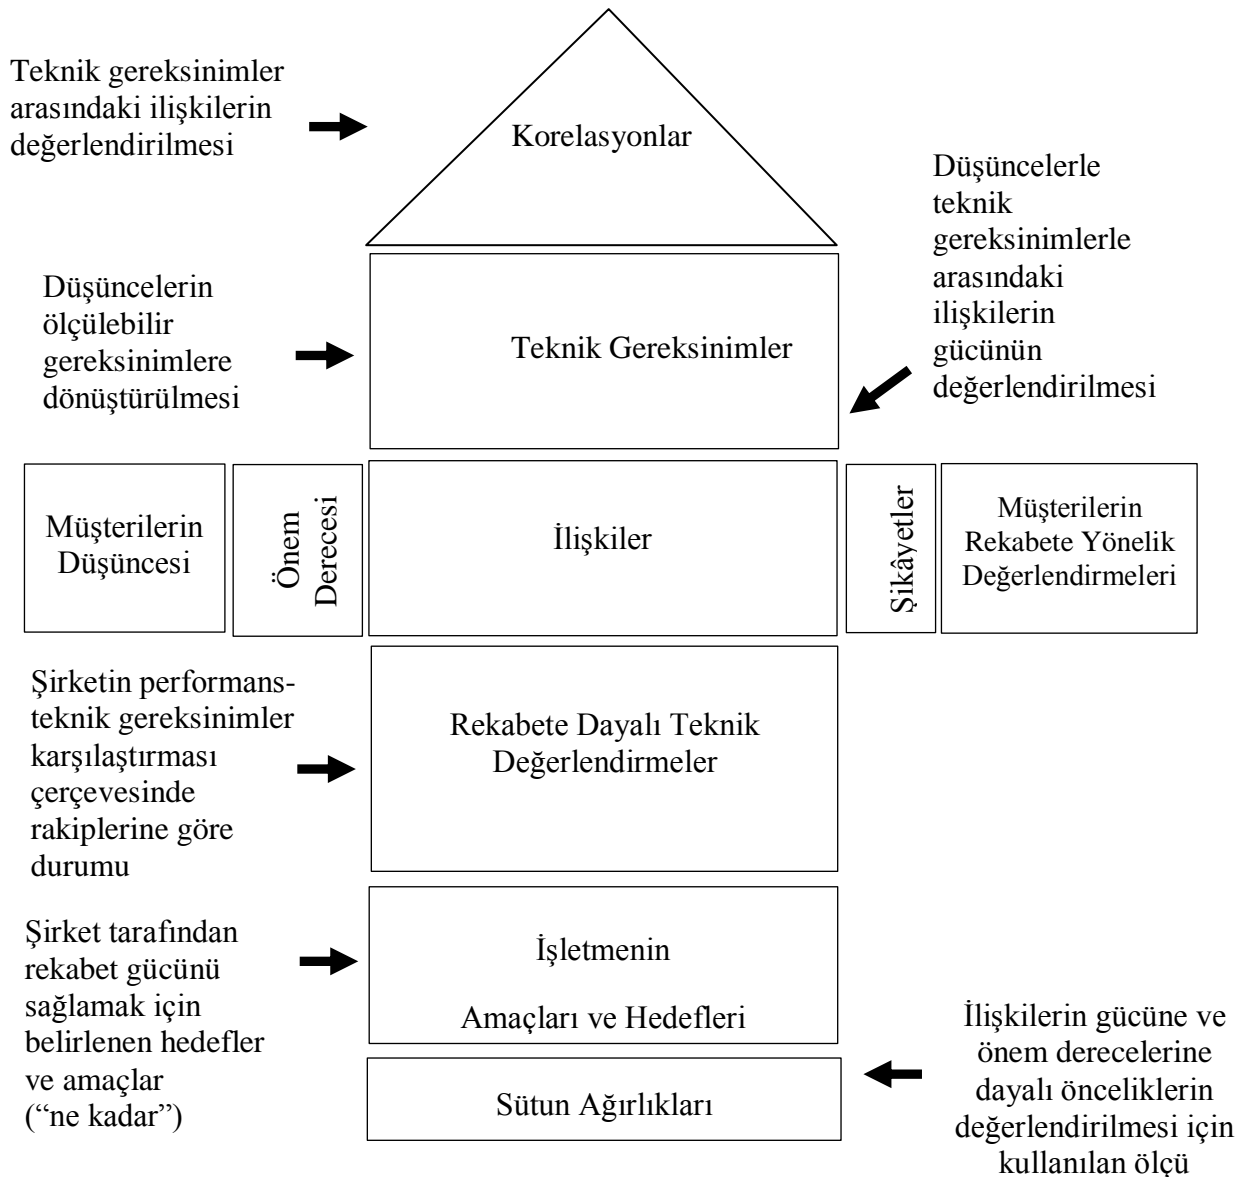 Teknik gereksinimler
arasındaki ilişkilerin
değerlendirilmesi
Korelasyonlar
Düşüncelerle
teknik
gereksinimlerle
arasındaki
ilişkilerin
gücünün
değerlendirilmesi
Düşüncelerin
ölçülebilir
gereksinimlere
dönüştürülmesi
Teknik Gereksinimler
Müşterilerin
Düşüncesi
Önem
Derecesi
İlişkiler
Şikâyetler
Müşterilerin
Rekabete Yönelik
Değerlendirmeleri
Şirketin performans-
teknik gereksinimler
karşılaştırması
çerçevesinde
rakiplerine göre
durumu
Rekabete Dayalı Teknik
Değerlendirmeler
Şirket tarafından
rekabet gücünü
sağlamak için
belirlenen hedefler
ve amaçlar
(“ne kadar”)
İşletmenin
Amaçları ve Hedefleri
Sütun Ağırlıkları
İlişkilerin gücüne ve
önem derecelerine
dayalı önceliklerin
değerlendirilmesi için
kullanılan ölçü